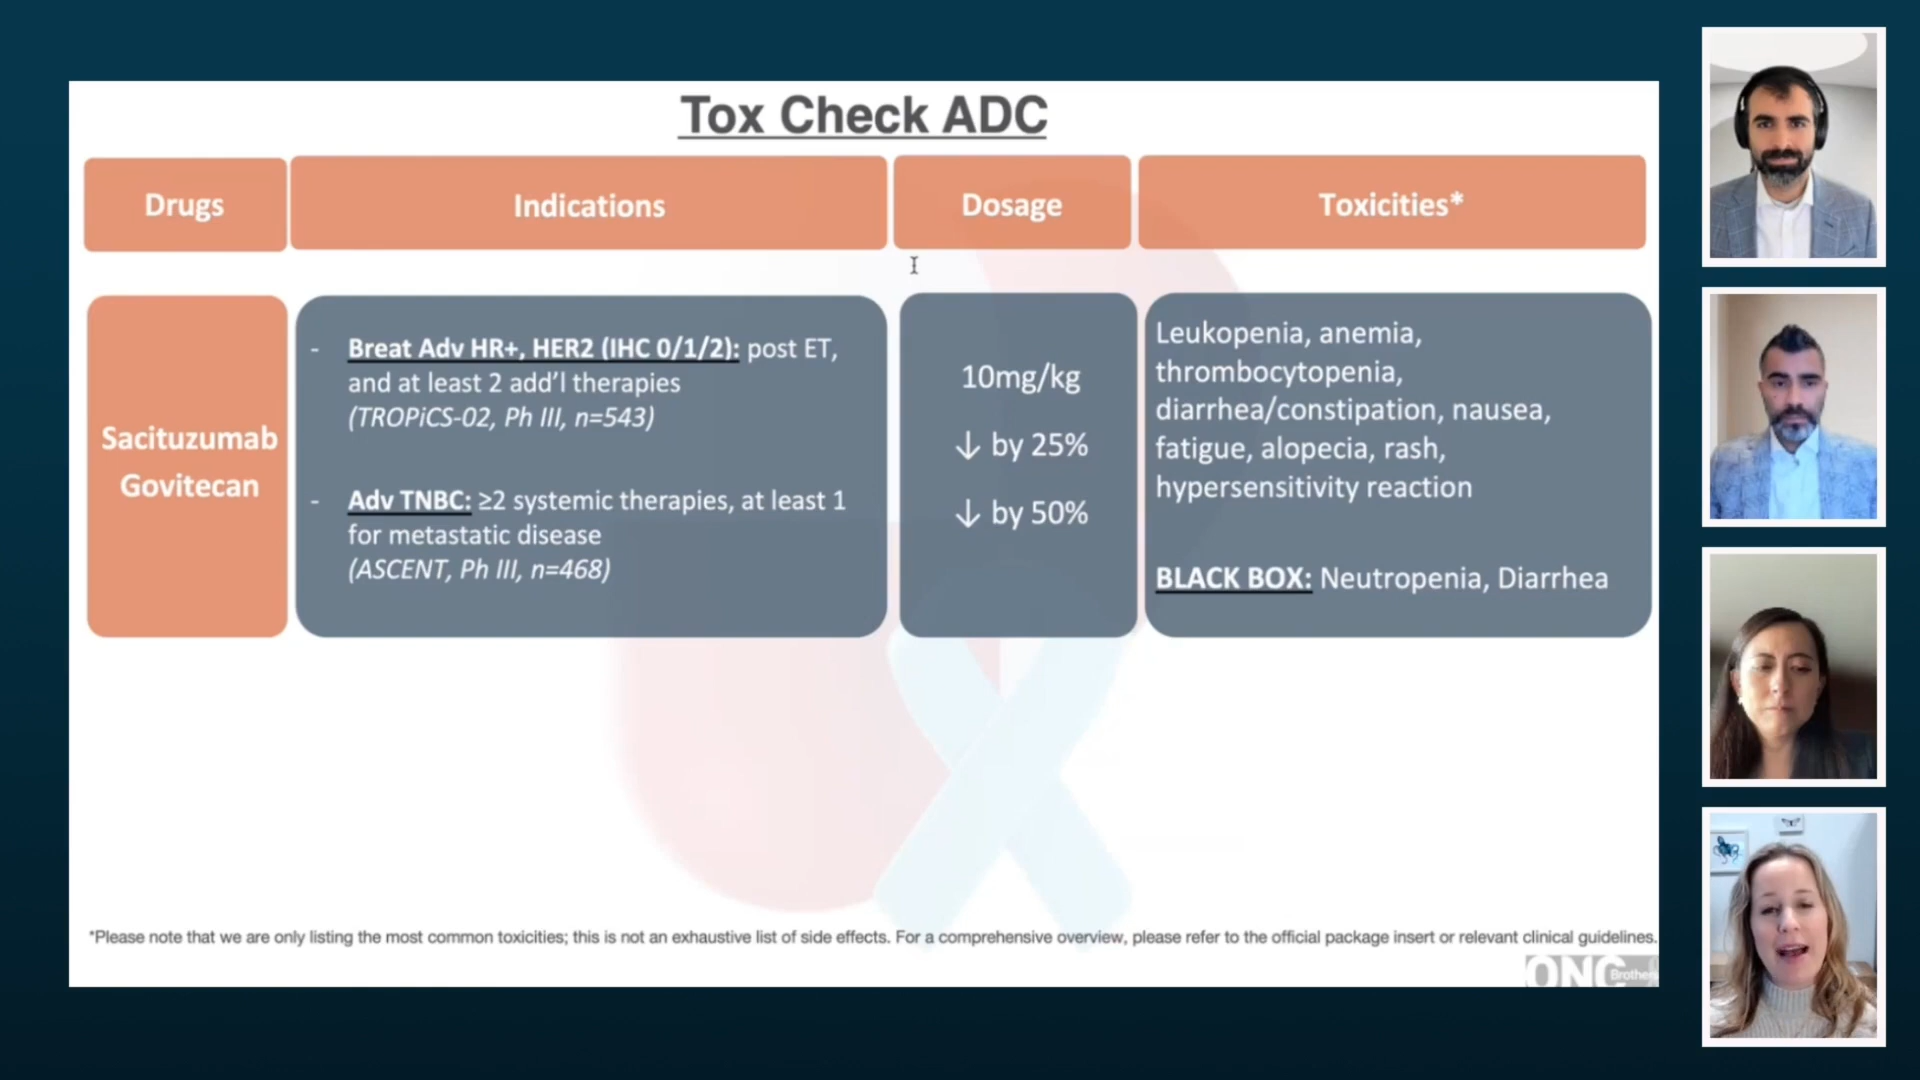 Tox Check ADC
Drugs
Indications
Dosage
Toxicities*
Sacituzumab
Govitecan
- Breat Adv HR+, HER2 (IHC 0/1/2): post ET,
and at least 2 add'l therapies
(TROPiCS-02, Ph III, n=543)
- Adv TNBC: ≥2 systemic therapies, at least 1
for metastatic disease
(ASCENT, Ph III, n=468)
10mg/kg
↓ by 25%
↓ by 50%
Leukopenia, anemia,
thrombocytopenia,
diarrhea/constipation, nausea,
fatigue, alopecia, rash,
hypersensitivity reaction
BLACK BOX: Neutropenia, Diarrhea
*Please note that we are only listing the most common toxicities; this is not an exhaustive list of side effects. For a comprehensive overview, please refer to the official package insert or relevant clinical guidelines.
ONC
Brothers